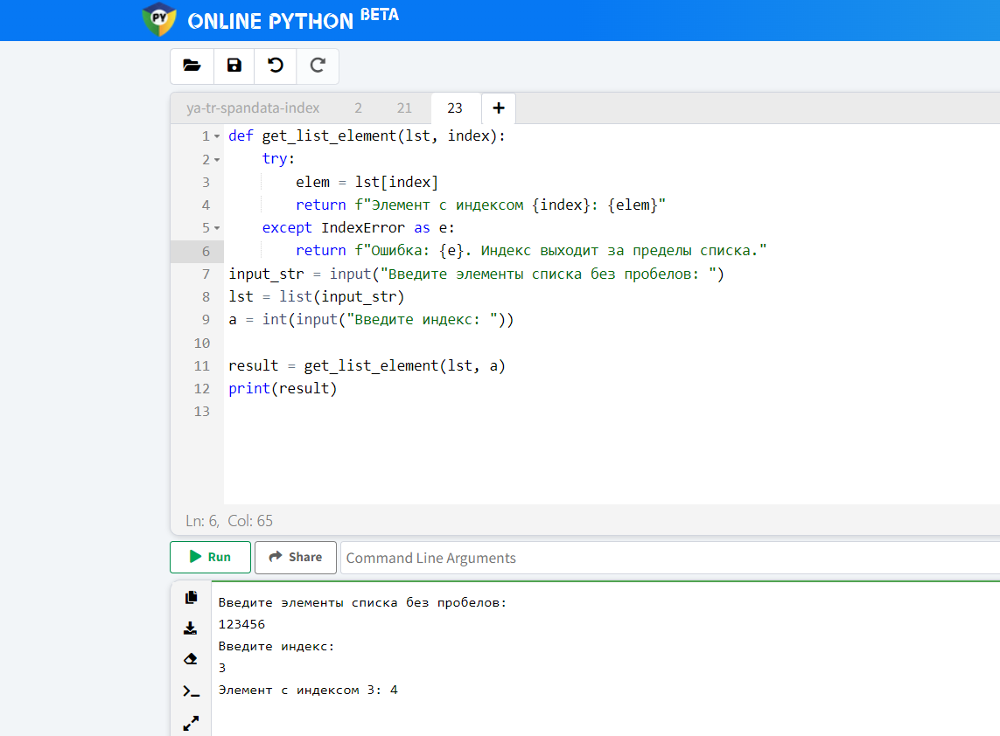 PY ONLINE PYTHON BETA
ya-tr-spandata-index 2 21 23 +
1 def get_list_element(lst, index):
2     try:
3         elem = lst[index]
4         return f"Элемент с индексом {index}: {elem}"
5     except IndexError as e:
6         return f"Ошибка: {e}. Индекс выходит за пределы списка."
7 input_str = input("Введите элементы списка без пробелов: ")
8 lst = list(input_str)
9 a = int(input("Введите индекс: "))
10
11 result = get_list_element(lst, a)
12 print(result)
13
Ln: 6, Col: 65
Run Share Command Line Arguments
Введите элементы списка без пробелов:
123456
Введите индекс:
3
Элемент с индексом 3: 4